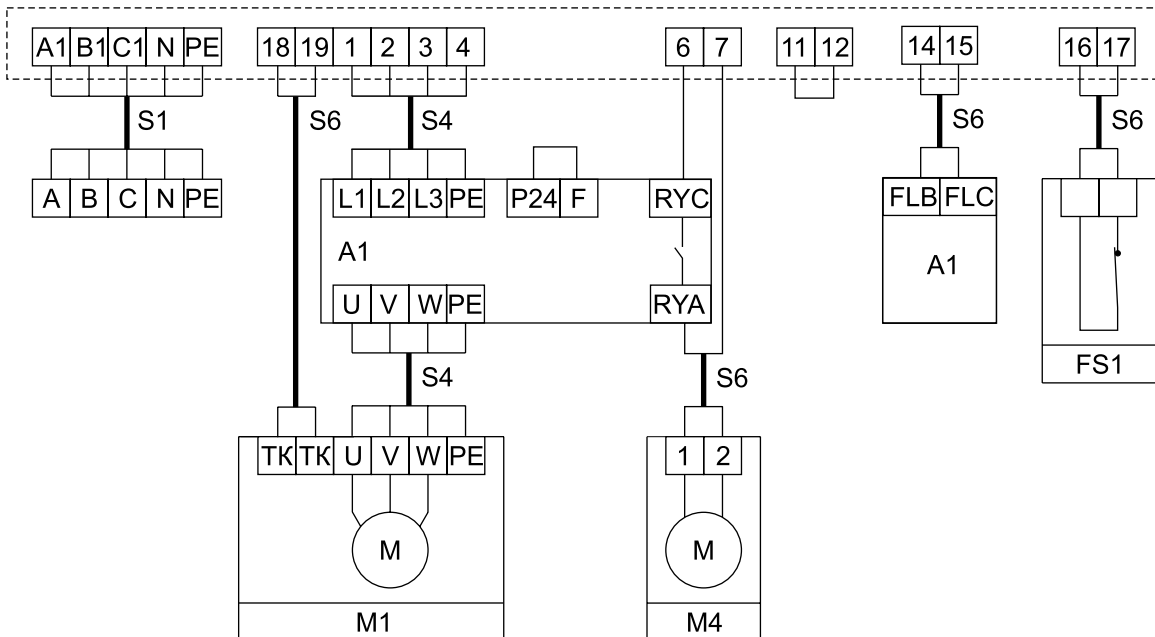 A1 B1 C1 N PE 18 19 1 2 3 4 6 7 11 12 14 15 16 17
S1 S6 S4 S6 S6
A B C N PE L1 L2 L3 PE P24 F RYC FLB FLC
A1 A1
U V W PE RYA
FS1
S4 S6
TK TK U V W PE 1 2
M M
M1 M4